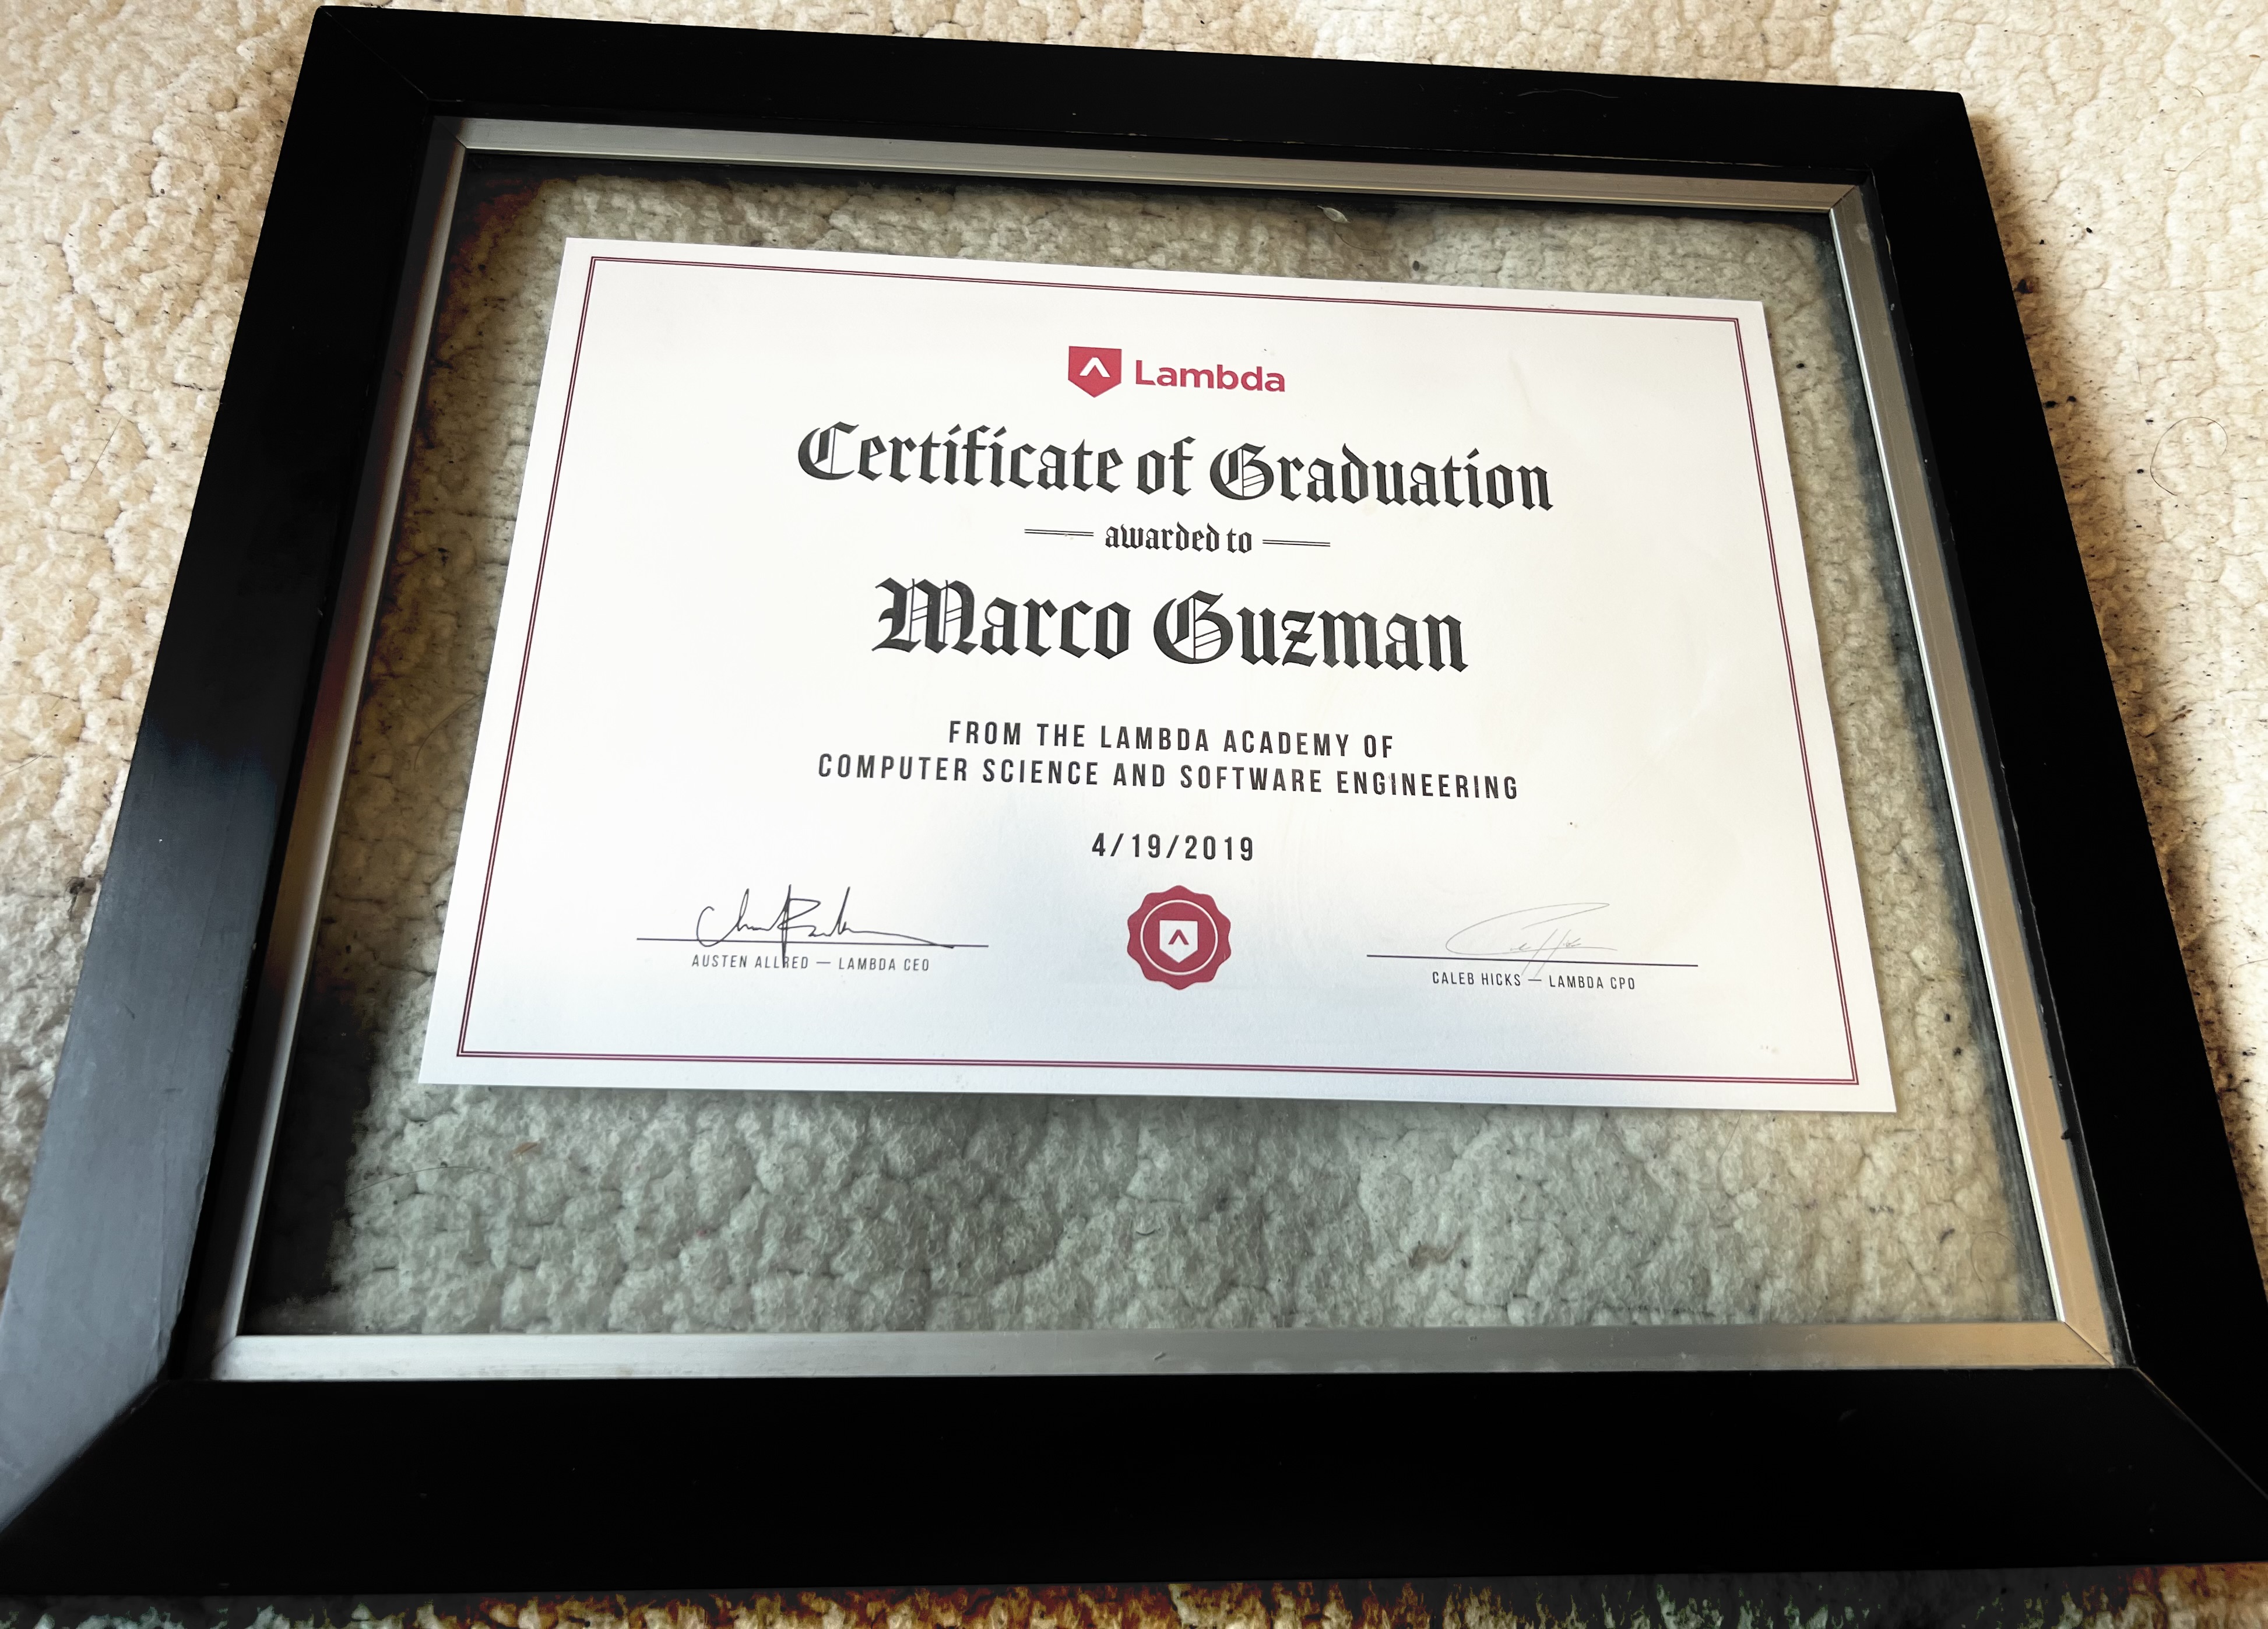 Lambda
Certificate of Graduation
awarded to
Marco Guzman
FROM THE LAMBDA ACADEMY OF
COMPUTER SCIENCE AND SOFTWARE ENGINEERING
4/19/2019
AUSTEN ALLRED — LAMBDA CEO
CALEB HICKS — LAMBDA CPO